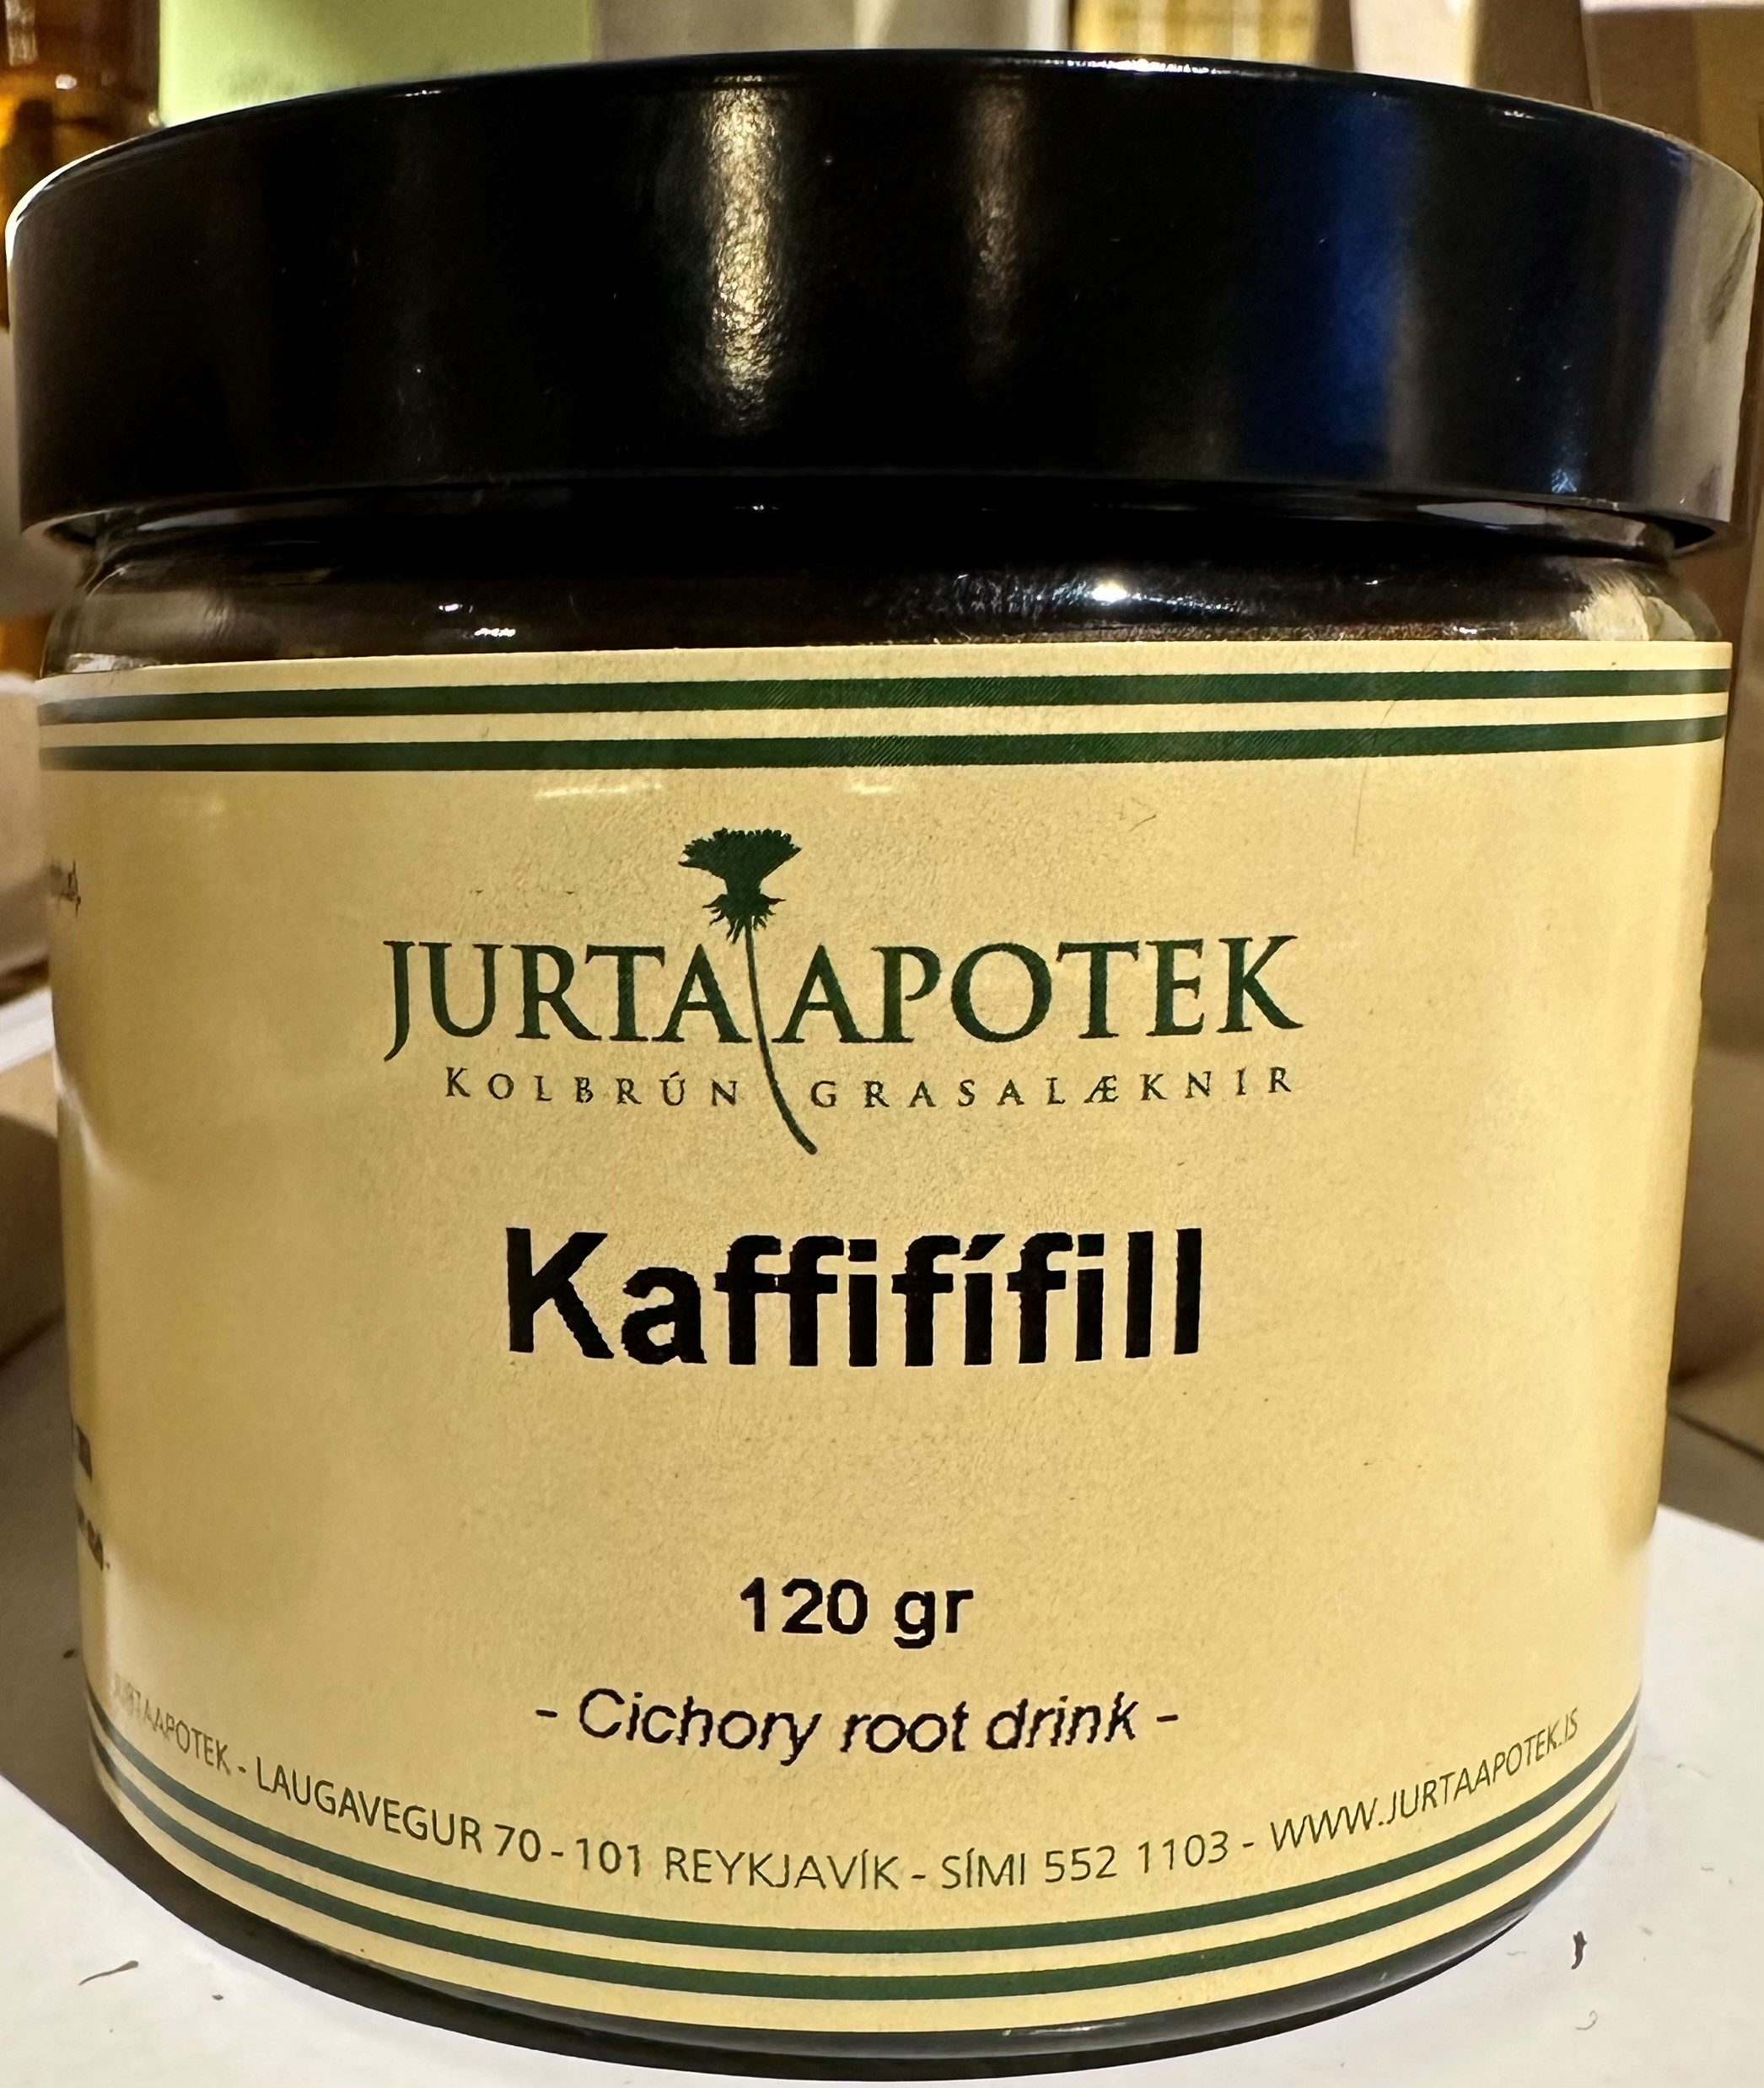 JURTA APOTEK
KOLBRÚN GRASALÆKNIR
Kaffifífill
120 gr
- Cichory root drink -
JURTAAPOTEK - LAUGAVEGUR 70 - 101 REYKJAVÍK - SÍMI 552 1103 - WWW.JURTAAPOTEK.IS